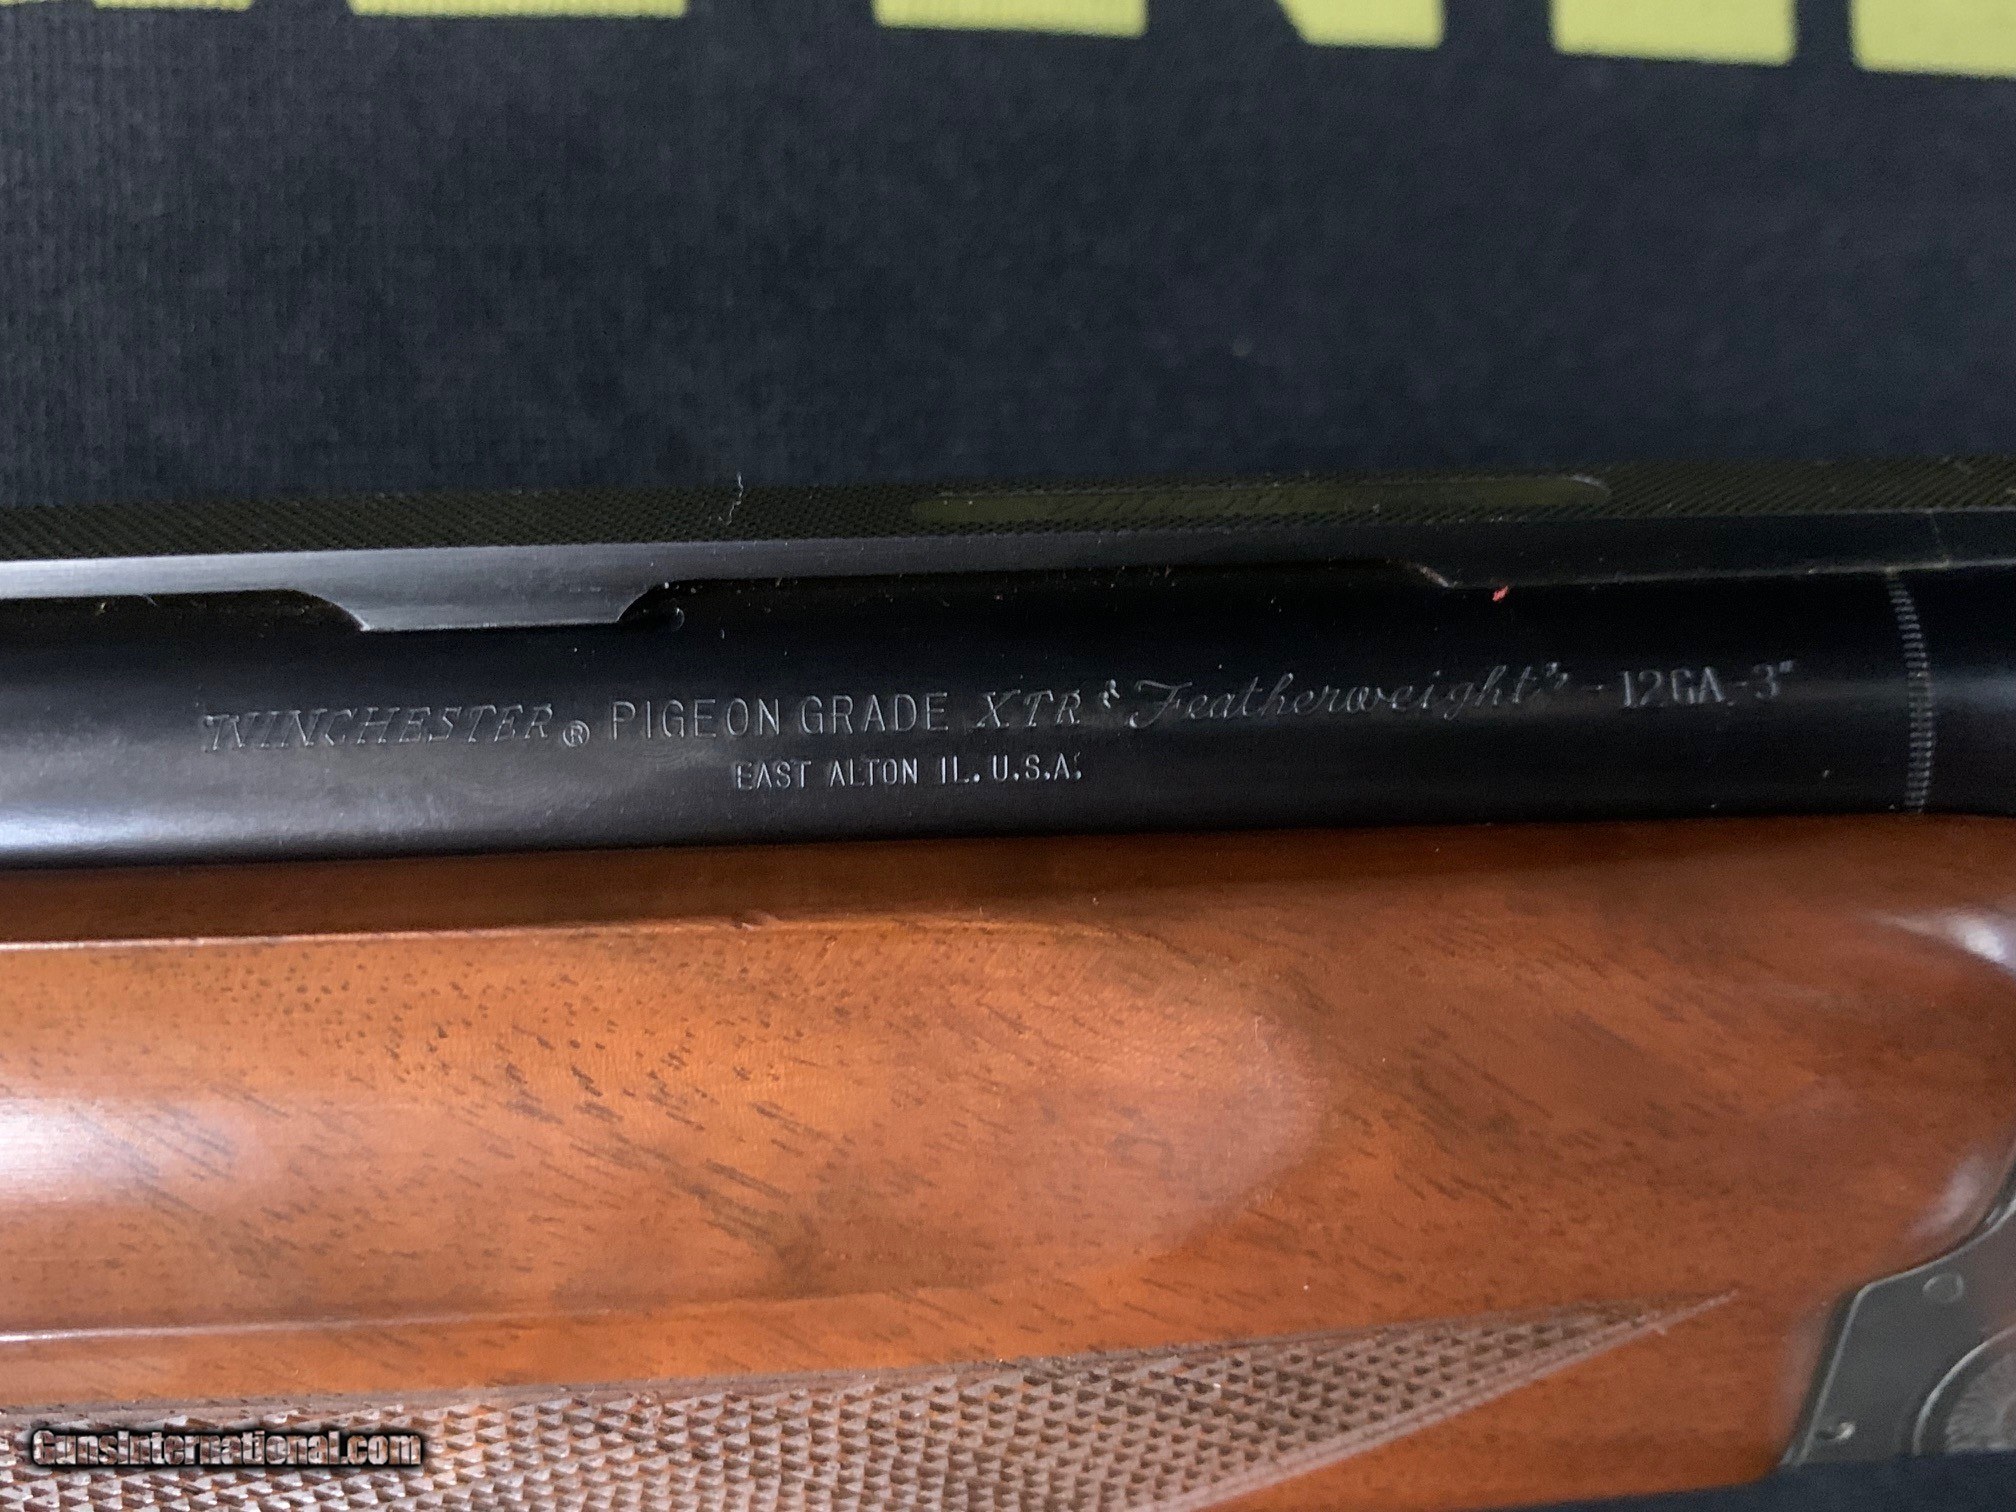 WINCHESTER® PIGEON GRADE XTR Featherweight -12GA-3"
EAST ALTON IL. U.S.A.
GunsInternational.com